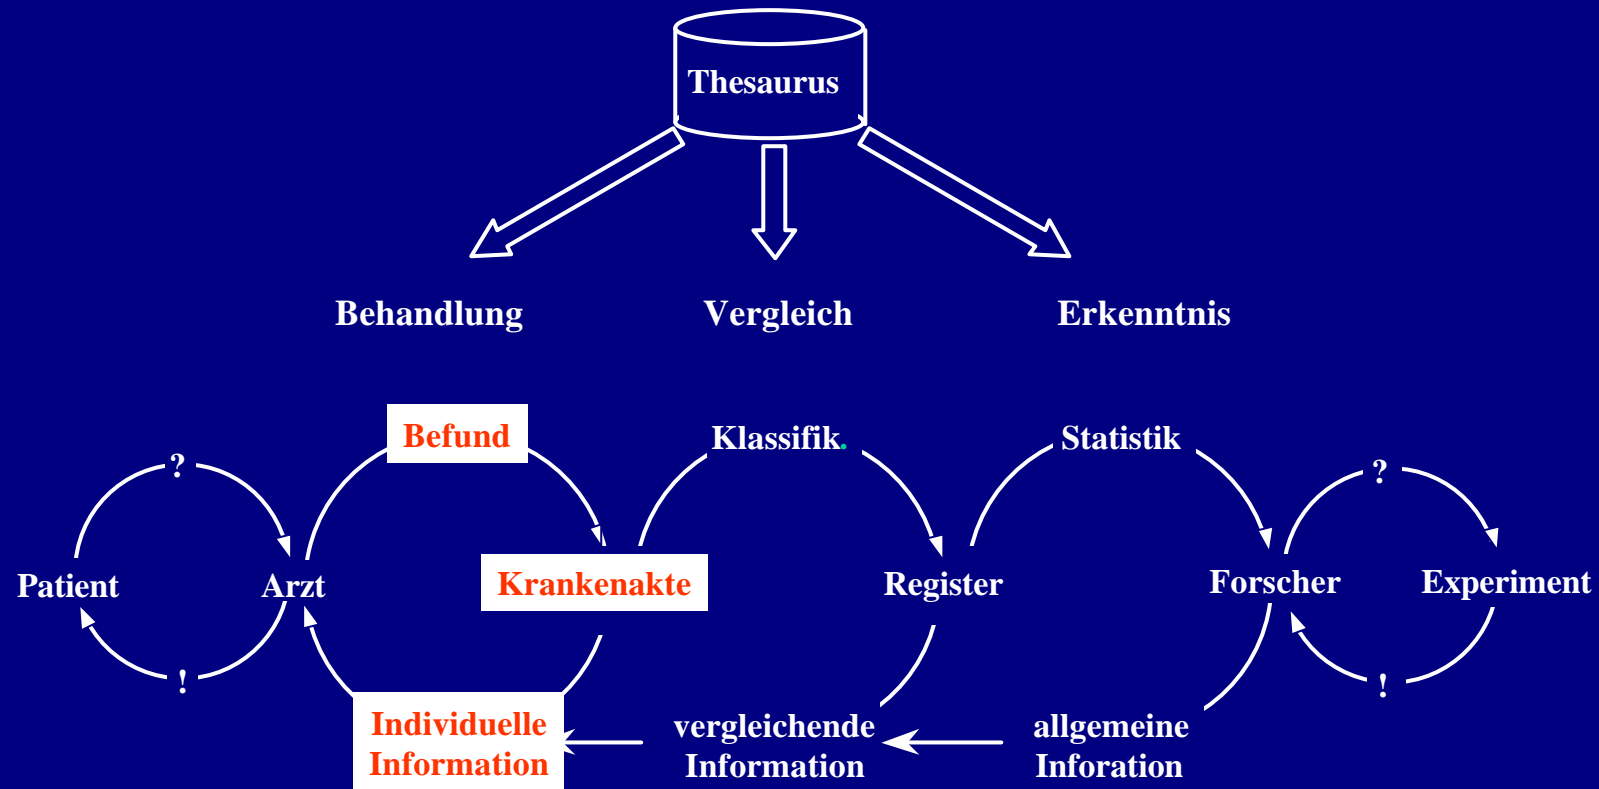 Thesaurus
Behandlung Vergleich Erkenntnis
Befund Klassifik. Statistik
? ?
Patient Arzt Krankenakte Register Forscher Experiment
! !
Individuelle vergleichende allgemeine
Information Information Inforation